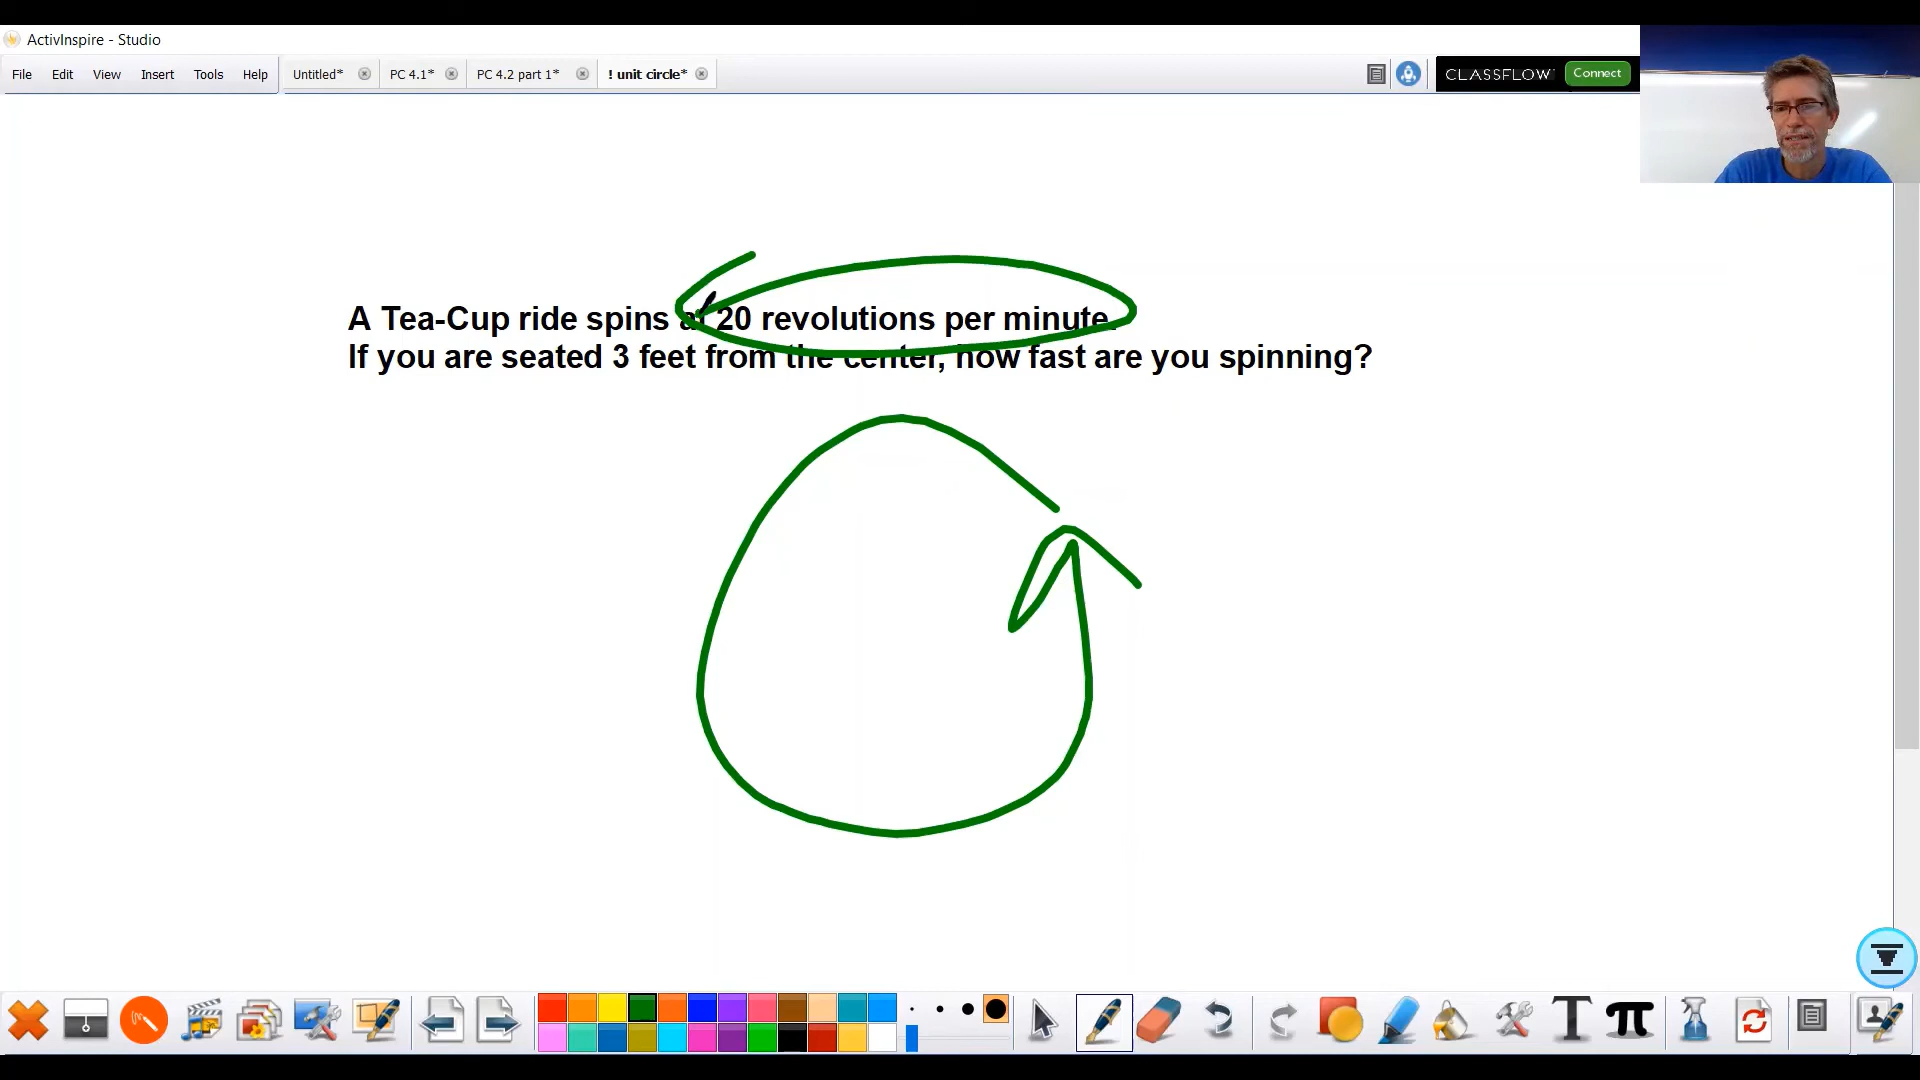 ActivInspire - Studio
File Edit View Insert Tools Help Untitled* PC 4.1* PC 4.2 part 1* ! unit circle* CLASSFLOW Connect
A Tea-Cup ride spins at 20 revolutions per minute.
If you are seated 3 feet from the center, how fast are you spinning?
T π